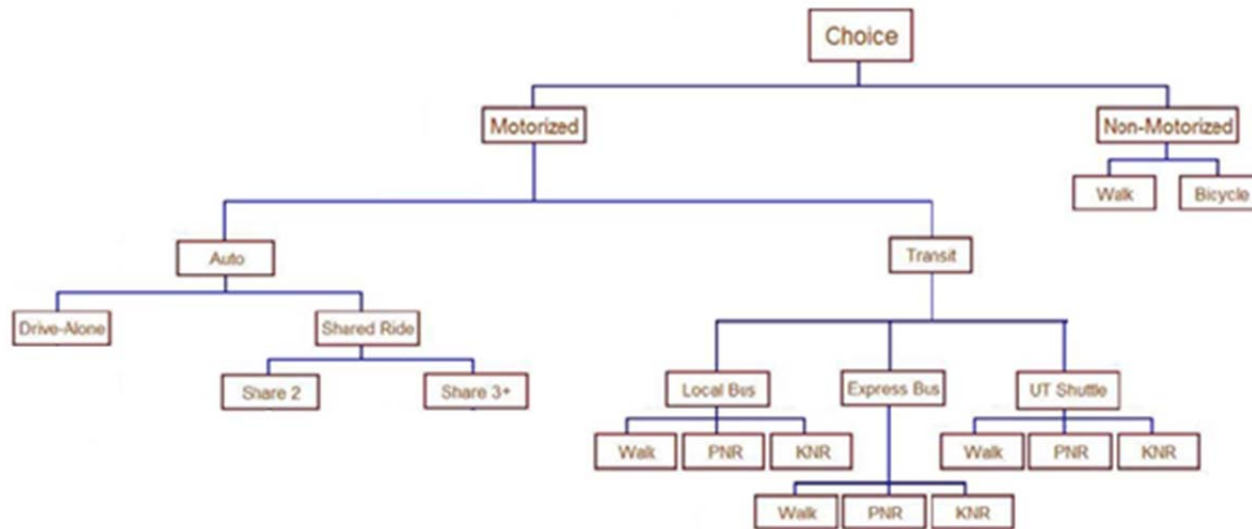 Choice
Motorized
Non-Motorized
Walk
Bicycle
Auto
Transit
Drive-Alone
Shared Ride
Share 2
Share 3+
Local Bus
Express Bus
UT Shuttle
Walk
PNR
KNR
Walk
PNR
KNR
Walk
PNR
KNR